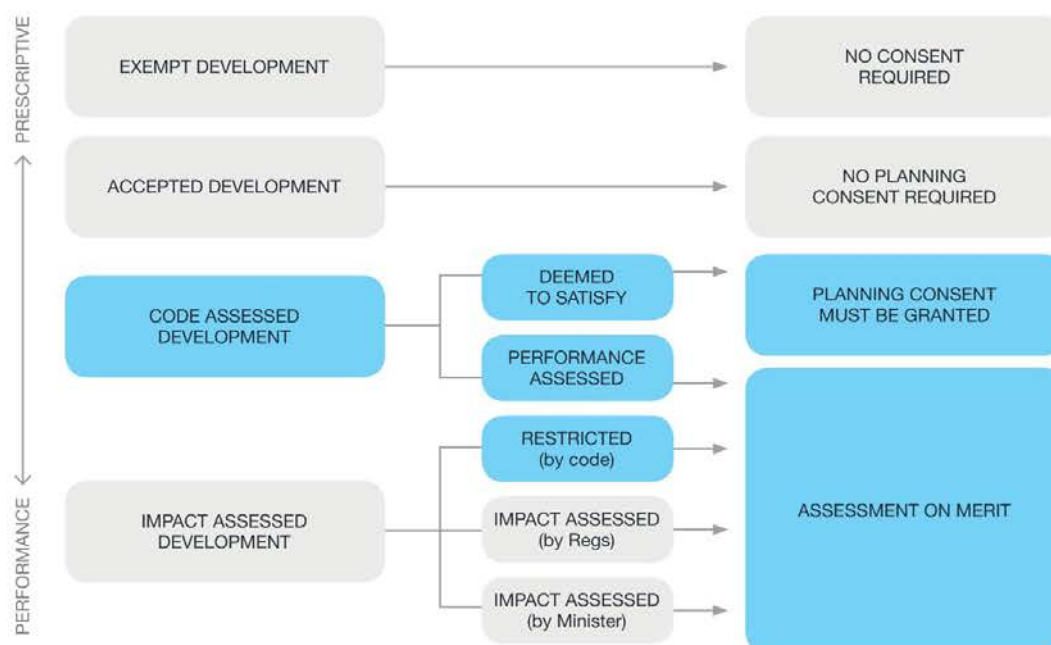 PRESCRIPTIVE
EXEMPT DEVELOPMENT
NO CONSENT
REQUIRED
ACCEPTED DEVELOPMENT
NO PLANNING
CONSENT REQUIRED
CODE ASSESSED
DEVELOPMENT
DEEMED
TO SATISFY
PLANNING CONSENT
MUST BE GRANTED
PERFORMANCE
ASSESSED
RESTRICTED
(by code)
IMPACT ASSESSED
DEVELOPMENT
IMPACT ASSESSED
(by Regs)
IMPACT ASSESSED
(by Minister)
ASSESSMENT ON MERIT
PERFORMANCE